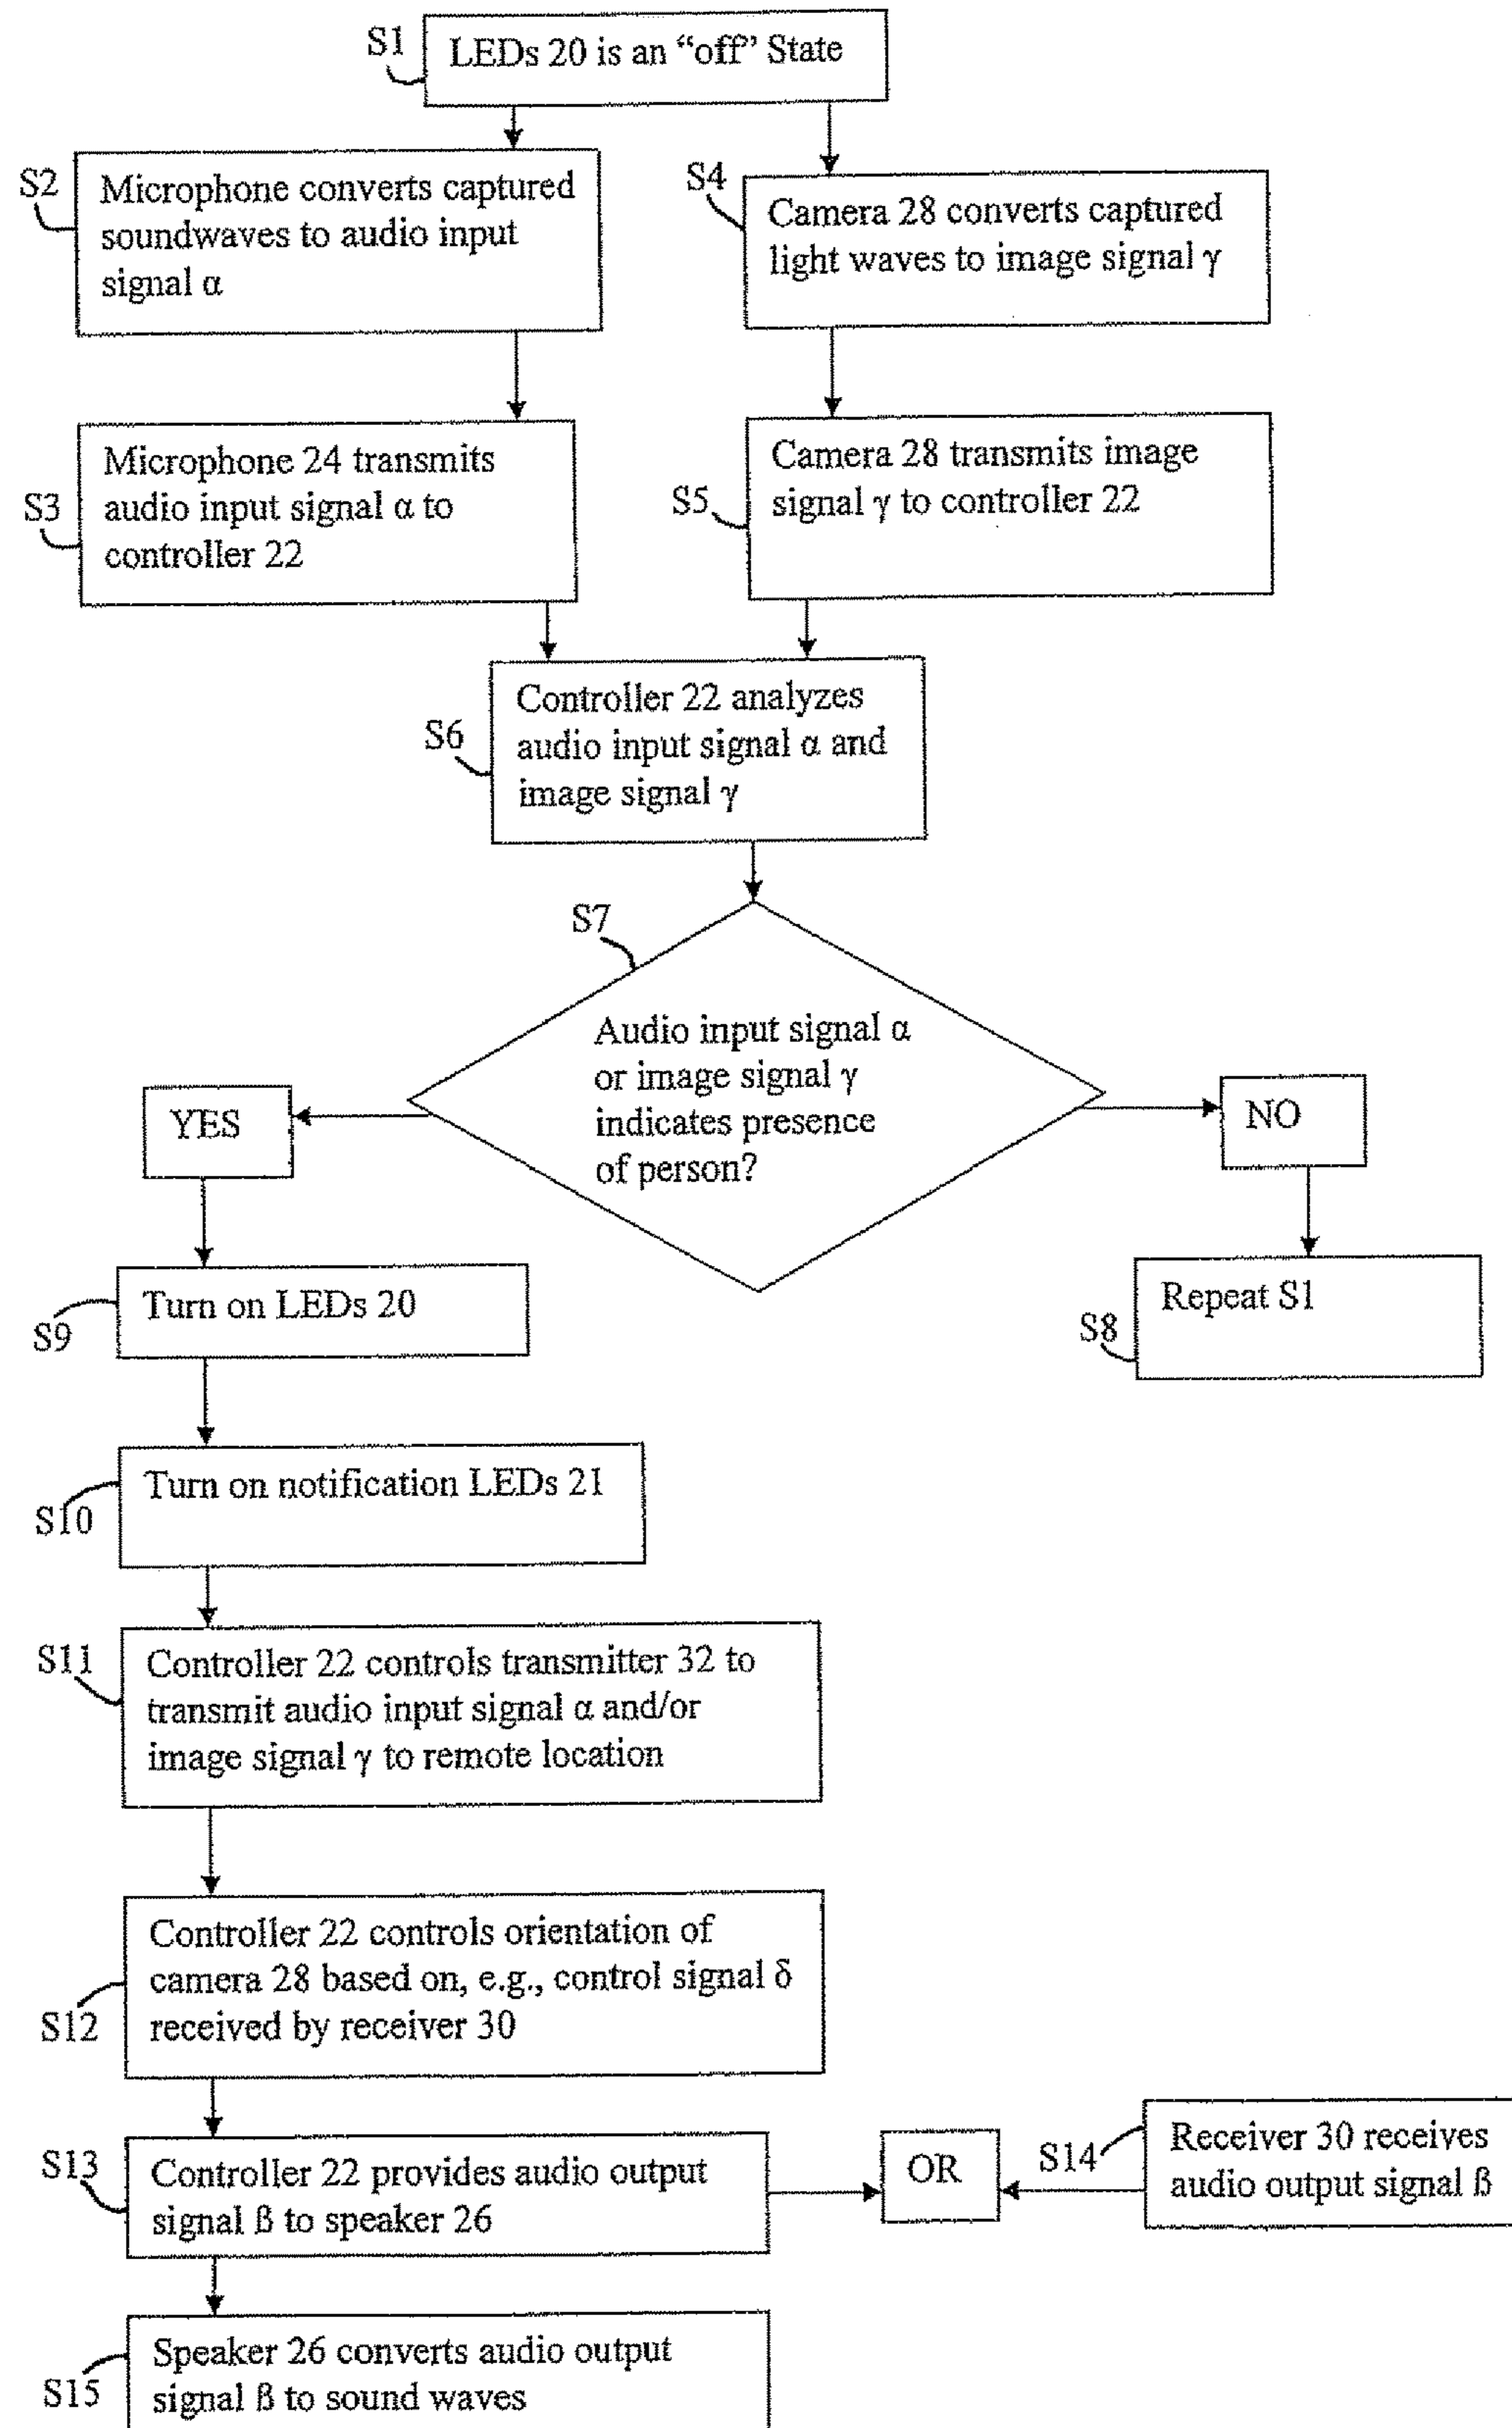 S1
LEDs 20 is an “off” State
S2
Microphone converts captured
soundwaves to audio input
signal α
S4
Camera 28 converts captured
light waves to image signal γ
S3
Microphone 24 transmits
audio input signal α to
controller 22
S5
Camera 28 transmits image
signal γ to controller 22
S6
Controller 22 analyzes
audio input signal α and
image signal γ
S7
Audio input signal α
or image signal γ
indicates presence
of person?
YES
NO
S9
Turn on LEDs 20
S8
Repeat S1
S10
Turn on notification LEDs 21
S11
Controller 22 controls transmitter 32 to
transmit audio input signal α and/or
image signal γ to remote location
S12
Controller 22 controls orientation of
camera 28 based on, e.g., control signal δ
received by receiver 30
S13
Controller 22 provides audio output
signal ß to speaker 26
OR
S14
Receiver 30 receives
audio output signal ß
S15
Speaker 26 converts audio output
signal ß to sound waves